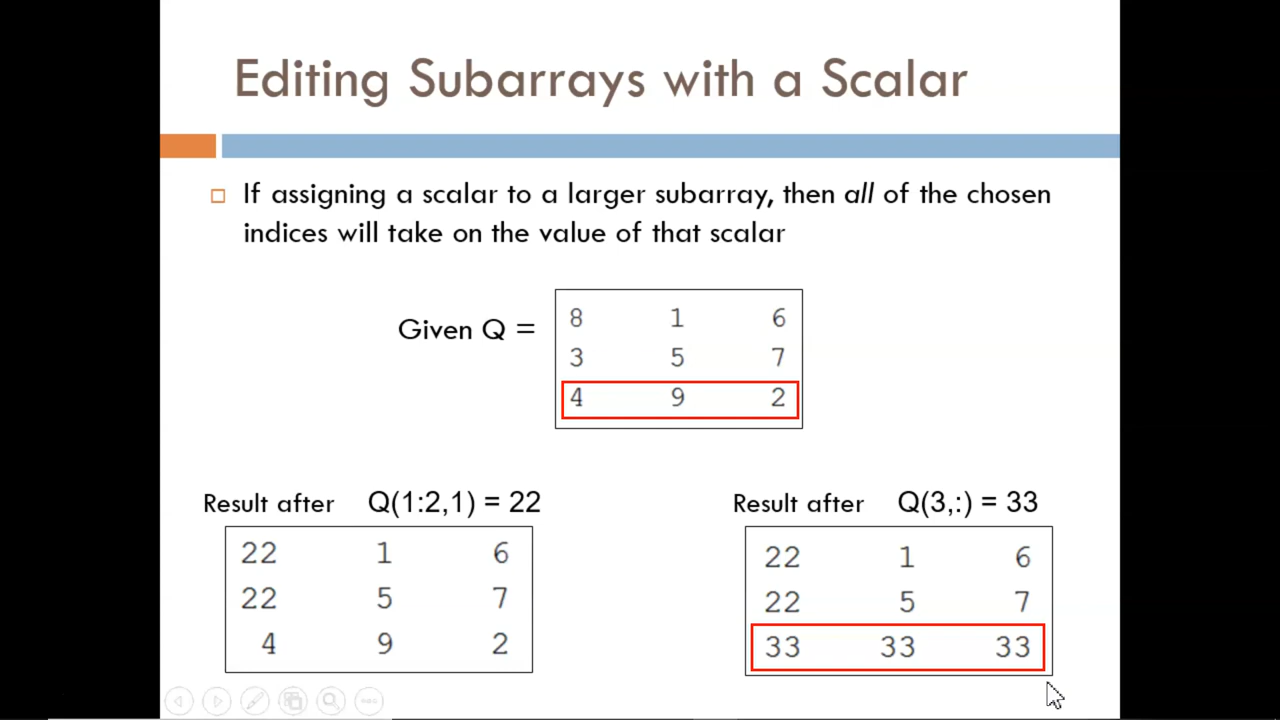 Editing Subarrays with a Scalar
If assigning a scalar to a larger subarray, then all of the chosen
indices will take on the value of that scalar
Given Q =
8 1 6
3 5 7
4 9 2
Result after Q(1:2,1) = 22
22 1 6
22 5 7
4 9 2
Result after Q(3,:) = 33
22 1 6
22 5 7
33 33 33